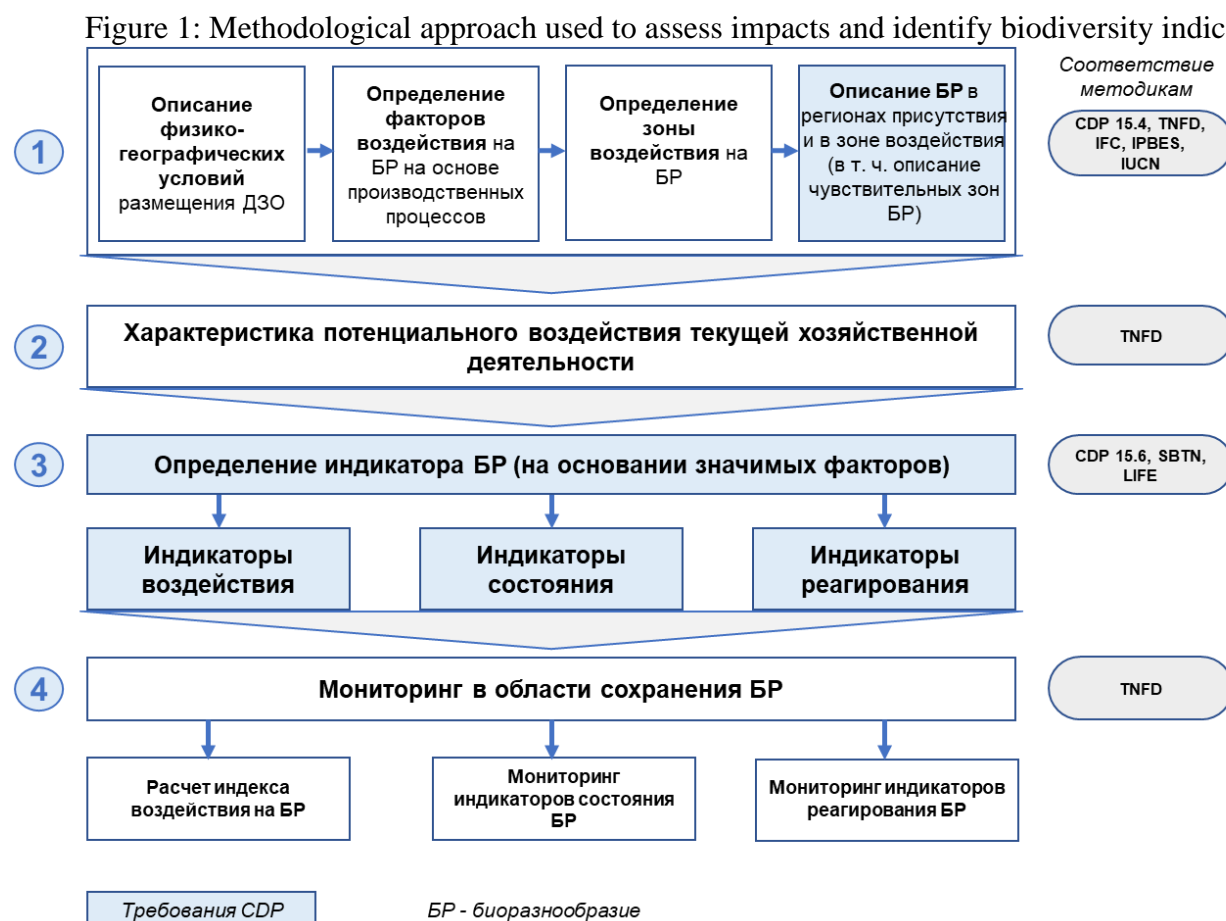 Figure 1: Methodological approach used to assess impacts and identify biodiversity indic
Соответствие
методикам
1
Описание
физико-
географических
условий
размещения ДЗО
Определение
факторов
воздействия на
БР на основе
производственных
процессов
Определение
зоны
воздействия на
БР
Описание БР в
регионах присутствия
и в зоне воздействия
(в т. ч. описание
чувствительных зон
БР)
CDP 15.4, TNFD,
IFC, IPBES,
IUCN
2
Характеристика потенциального воздействия текущей хозяйственной
деятельности
TNFD
3
Определение индикатора БР (на основании значимых факторов)
CDP 15.6, SBTN,
LIFE
Индикаторы
воздействия
Индикаторы
состояния
Индикаторы
реагирования
4
Мониторинг в области сохранения БР
TNFD
Расчет индекса
воздействия на БР
Мониторинг
индикаторов состояния
БР
Мониторинг индикаторов
реагирования БР
Требования CDP
БР - биоразнообразие